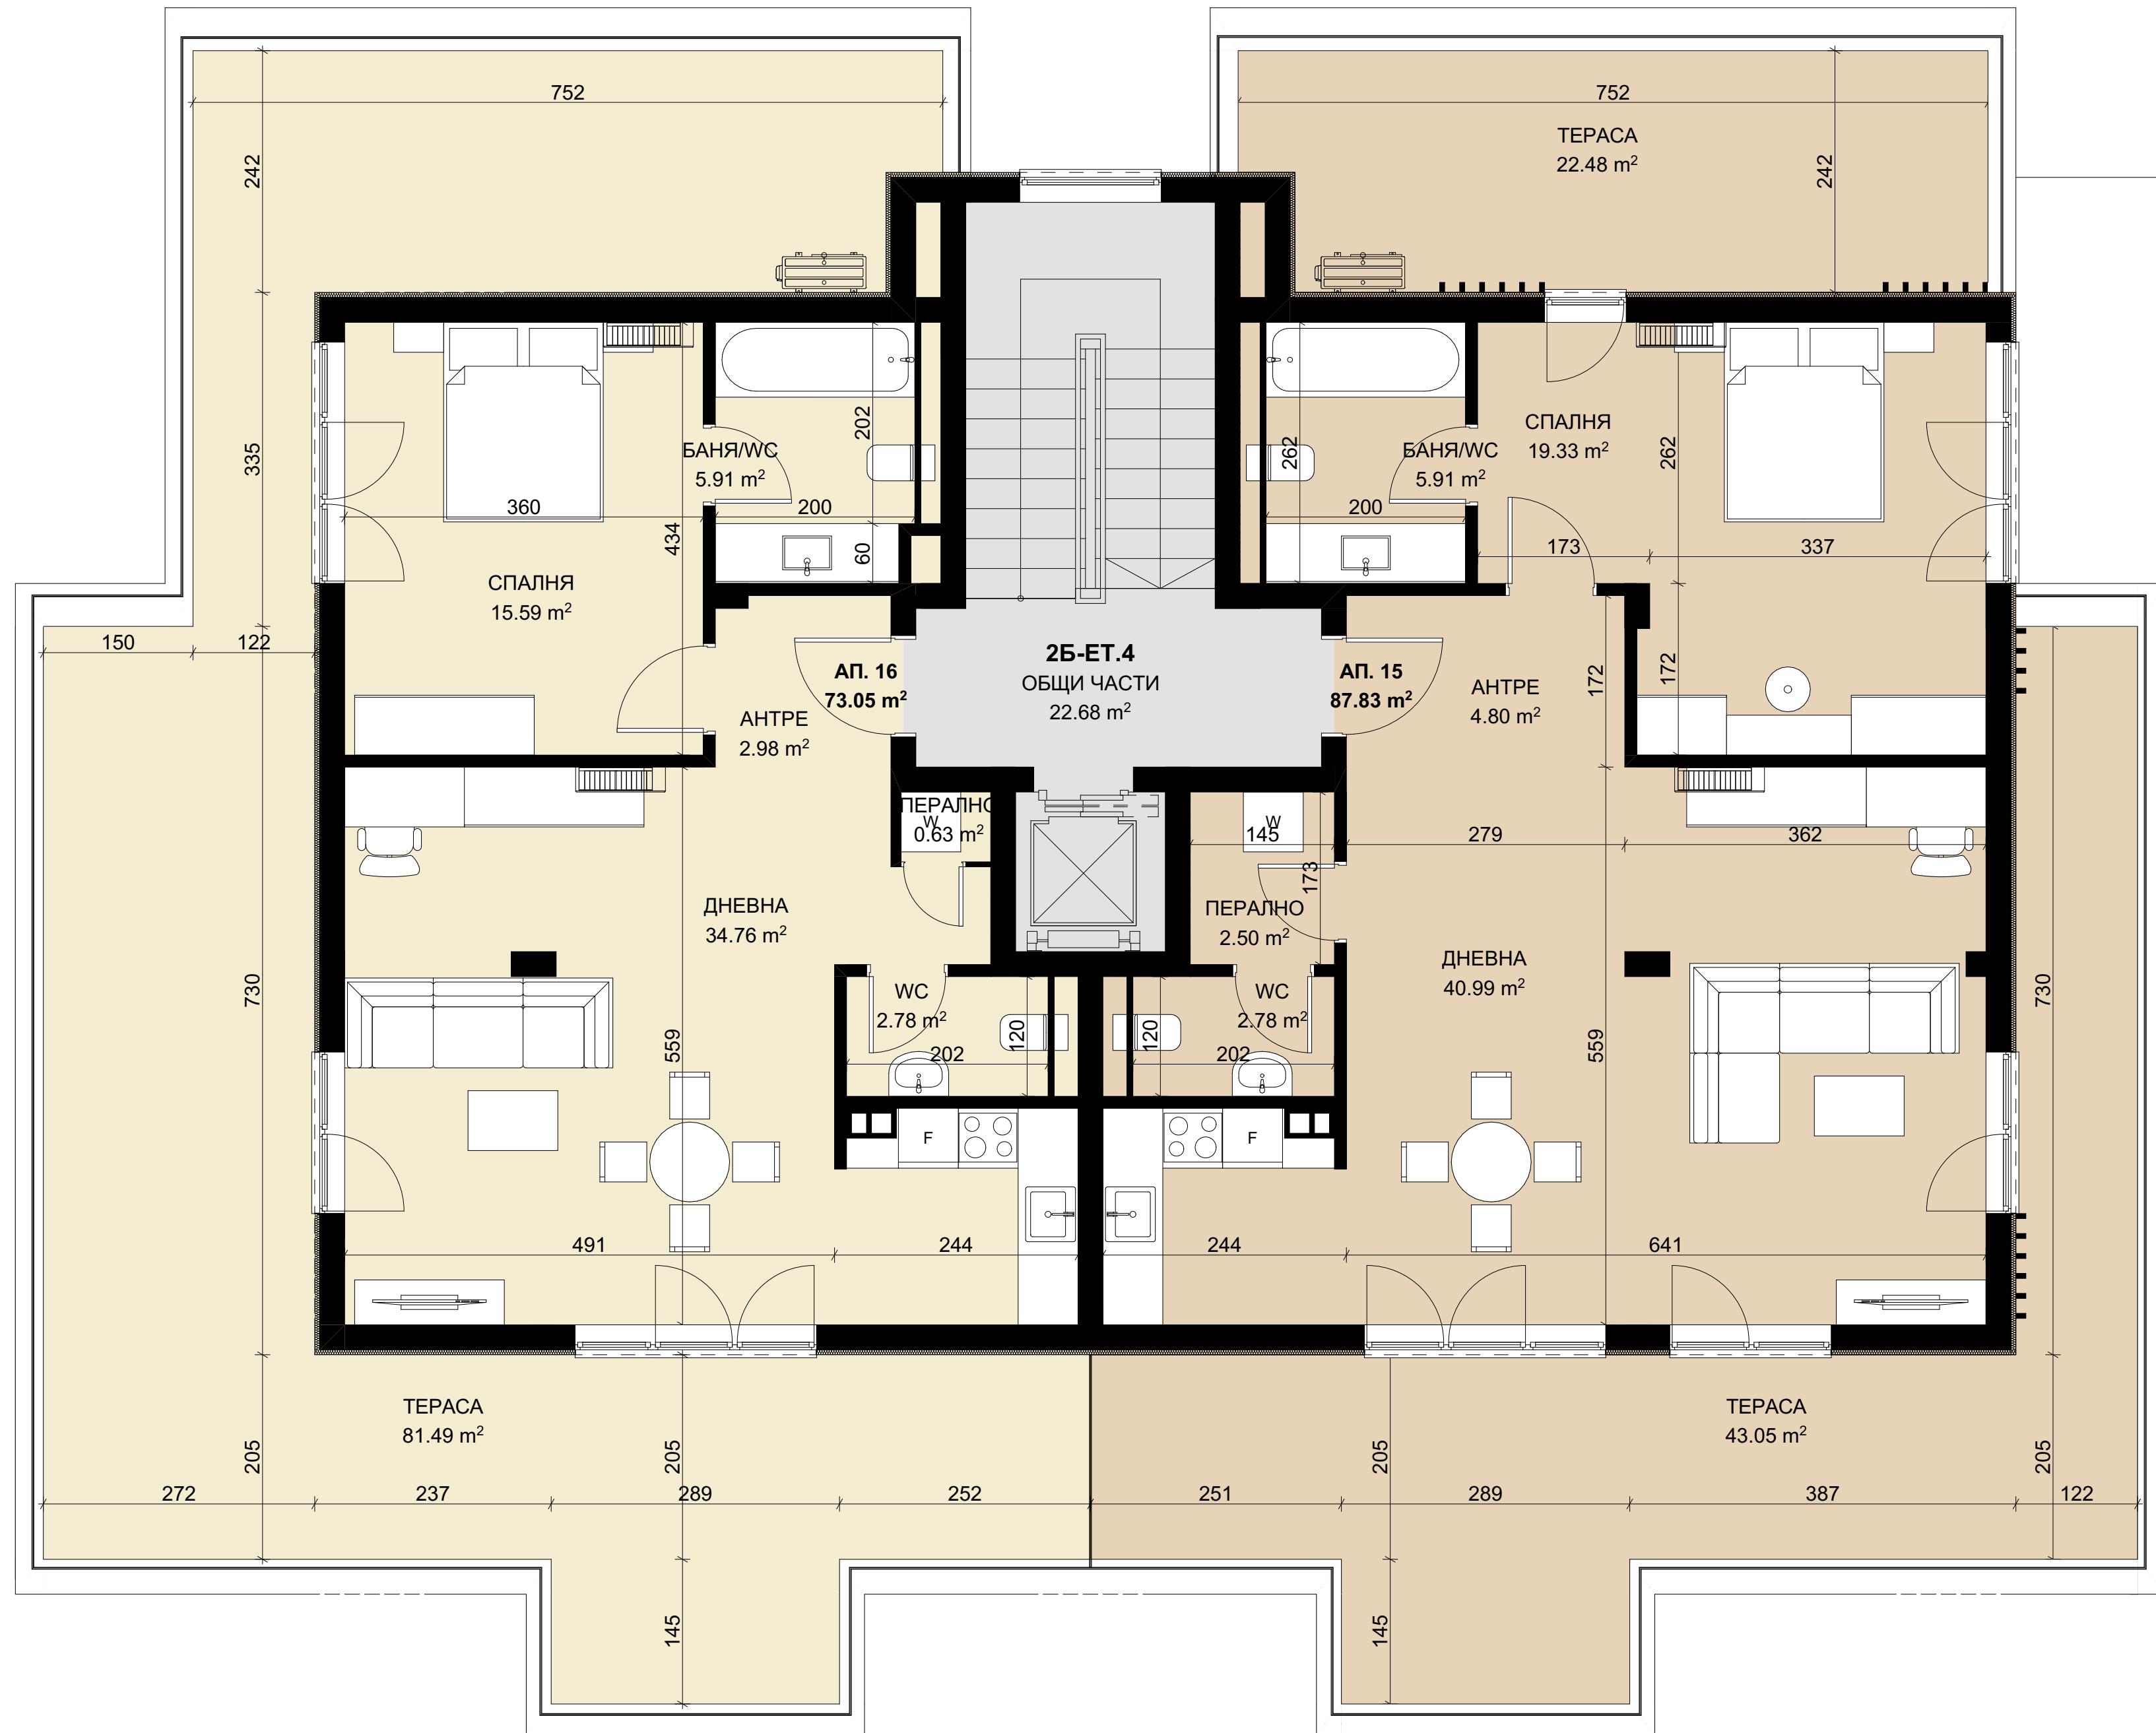 752
752
ТЕРАСА
22.48 m²
242
242
335
БАНЯ/WC
5.91 m²
202
360
200
434
60
СПАЛНЯ
15.59 m²
262
БАНЯ/WC
5.91 m²
200
СПАЛНЯ
19.33 m²
262
173
337
150
122
АП. 16
73.05 m²
2Б-ЕТ.4
ОБЩИ ЧАСТИ
22.68 m²
АП. 15
87.83 m²
АНТРЕ
2.98 m²
АНТРЕ
4.80 m²
172
172
ПЕРАЛНО
W
0.63 m²
W
145
279
362
173
ДНЕВНА
34.76 m²
ПЕРАЛНО
2.50 m²
ДНЕВНА
40.99 m²
730
730
WC
2.78 m²
120
202
WC
2.78 m²
120
202
559
559
F
F
491
244
244
641
ТЕРАСА
81.49 m²
ТЕРАСА
43.05 m²
205
205
205
205
272
237
289
252
251
289
387
122
145
145